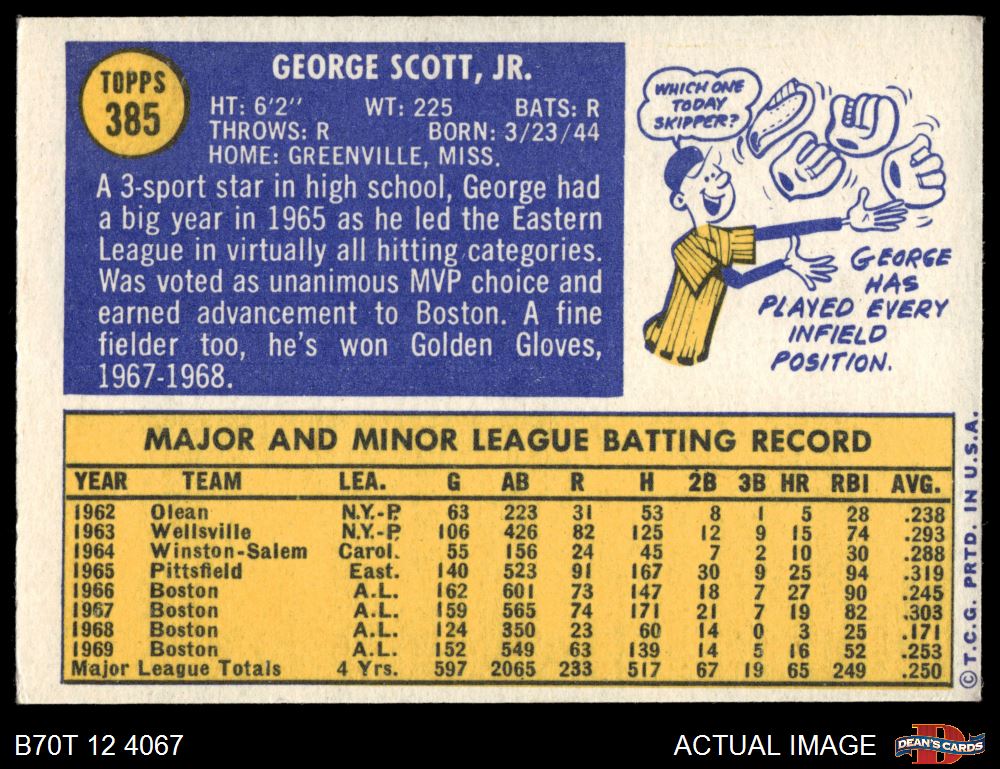 TOPPS
385
GEORGE SCOTT, JR.
HT: 6'2" WT: 225 BATS: R
THROWS: R BORN: 3/23/44
HOME: GREENVILLE, MISS.
A 3-sport star in high school, George had
a big year in 1965 as he led the Eastern
League in virtually all hitting categories.
Was voted as unanimous MVP choice and
earned advancement to Boston. A fine
fielder too, he's won Golden Gloves,
1967-1968.
WHICH ONE
TODAY
SKIPPER?
GEORGE
HAS
PLAYED EVERY
INFIELD
POSITION.
MAJOR AND MINOR LEAGUE BATTING RECORD
YEAR TEAM LEA. G AB R H 2B 3B HR RBI AVG.
1962 Olean N.Y.-P. 63 223 31 53 8 1 5 28 .238
1963 Wellsville N.Y.-P. 106 426 82 125 12 9 15 74 .293
1964 Winston-Salem Carol. 55 156 24 45 7 2 10 30 .288
1965 Pittsfield East. 140 523 91 167 30 9 25 94 .319
1966 Boston A.L. 162 601 73 147 18 7 27 90 .245
1967 Boston A.L. 159 565 74 171 21 7 19 82 .303
1968 Boston A.L. 124 350 23 60 14 0 3 25 .171
1969 Boston A.L. 152 549 63 139 14 5 16 52 .253
Major League Totals 4 Yrs. 597 2065 233 517 67 19 65 249 .250
© T.C.G. PRTD. IN U.S.A.
B70T 12 4067
ACTUAL IMAGE
D
DEAN'S CARDS